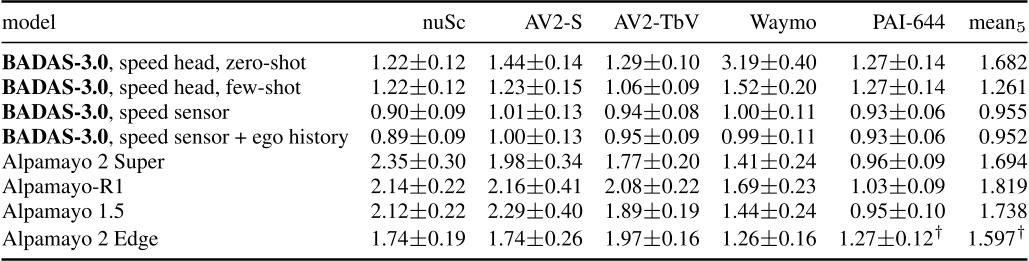 model nuSc AV2-S AV2-TbV Waymo PAI-644 mean₅
BADAS-3.0, speed head, zero-shot 1.22±0.12 1.44±0.14 1.29±0.10 3.19±0.40 1.27±0.14 1.682
BADAS-3.0, speed head, few-shot 1.22±0.12 1.23±0.15 1.06±0.09 1.52±0.20 1.27±0.14 1.261
BADAS-3.0, speed sensor 0.90±0.09 1.01±0.13 0.94±0.08 1.00±0.11 0.93±0.06 0.955
BADAS-3.0, speed sensor + ego history 0.89±0.09 1.00±0.13 0.95±0.09 0.99±0.11 0.93±0.06 0.952
Alpamayo 2 Super 2.35±0.30 1.98±0.34 1.77±0.20 1.41±0.24 0.96±0.09 1.694
Alpamayo-R1 2.14±0.22 2.16±0.41 2.08±0.22 1.69±0.23 1.03±0.09 1.819
Alpamayo 1.5 2.12±0.22 2.29±0.40 1.89±0.19 1.44±0.24 0.95±0.10 1.738
Alpamayo 2 Edge 1.74±0.19 1.74±0.26 1.97±0.16 1.26±0.16 1.27±0.12† 1.597†